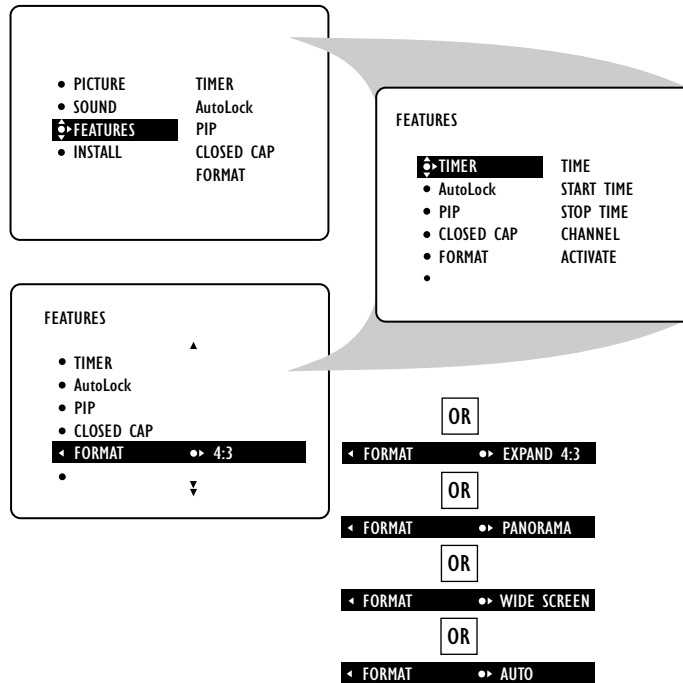 PICTURE TIMER
SOUND AutoLock
FEATURES PIP
INSTALL CLOSED CAP
FORMAT
FEATURES
TIMER TIME
AutoLock START TIME
PIP STOP TIME
CLOSED CAP CHANNEL
FORMAT ACTIVATE
FEATURES
TIMER
AutoLock
PIP
CLOSED CAP
FORMAT 4:3
OR
FORMAT EXPAND 4:3
OR
FORMAT PANORAMA
OR
FORMAT WIDE SCREEN
OR
FORMAT AUTO